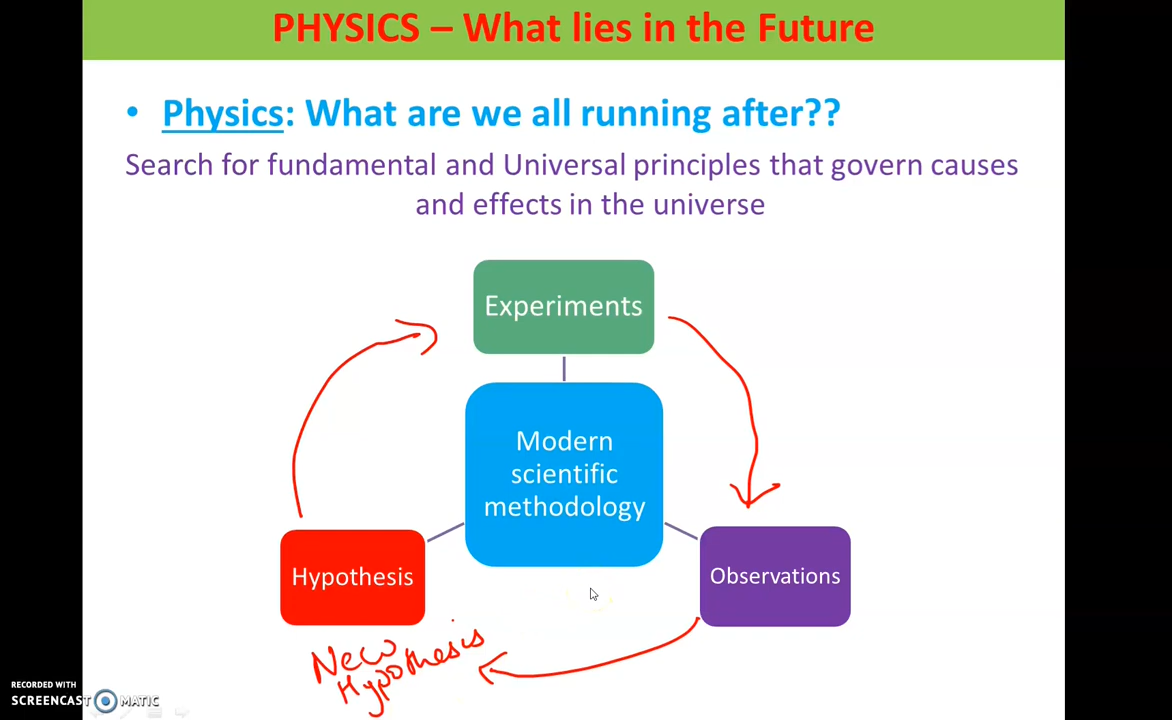 PHYSICS – What lies in the Future
• Physics: What are we all running after??
Search for fundamental and Universal principles that govern causes
and effects in the universe
Experiments
Modern
scientific
methodology
Hypothesis
Observations
New
Hypothesis
RECORDED WITH
SCREENCAST MATIC